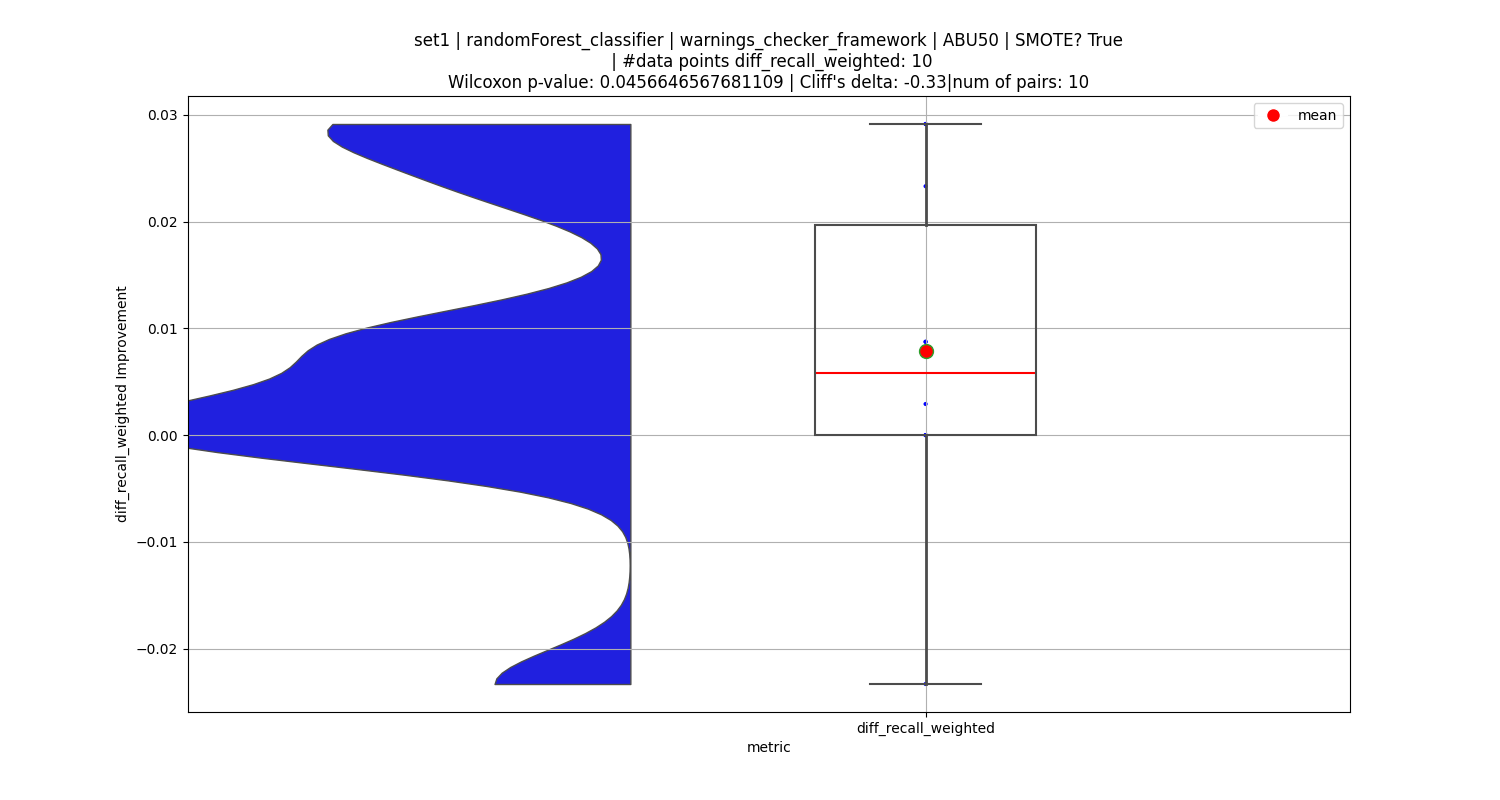 set1 | randomForest_classifier | warnings_checker_framework | ABU50 | SMOTE? True
| #data points diff_recall_weighted: 10
Wilcoxon p-value: 0.0456646567681109 | Cliff's delta: -0.33|num of pairs: 10
mean
0.03
0.02
0.01
0.00
−0.01
−0.02
diff_recall_weighted Improvement
diff_recall_weighted
metric